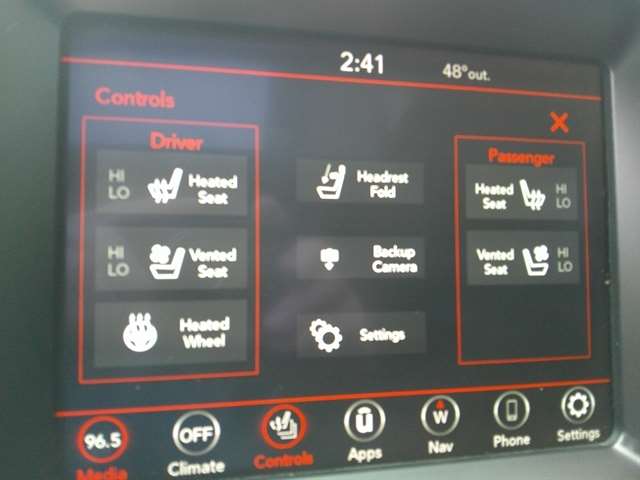 2:41
48° out.
Controls
X
Driver
HI
LO
Heated
Seat
HI
LO
Vented
Seat
Heated
Wheel
Headrest
Fold
Backup
Camera
Settings
Passenger
Heated
Seat
HI
LO
Vented
Seat
HI
LO
96.5
Media
OFF
Climate
Controls
ü
Apps
W
Nav
Phone
Settings